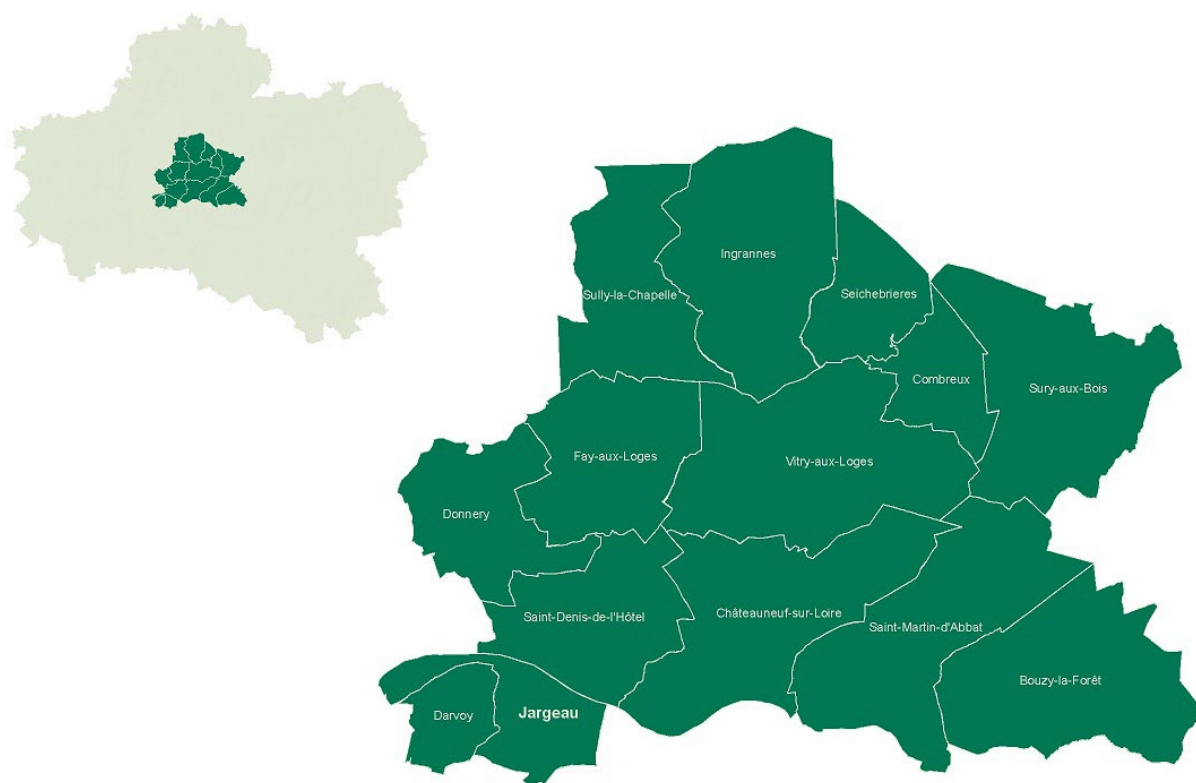 Ingrannes
Sully-la-Chapelle
Seichebrieres
Combreux
Sury-aux-Bois
Fay-aux-Loges
Vitry-aux-Loges
Donnery
Saint-Denis-de-l'Hôtel
Châteauneuf-sur-Loire
Saint-Martin-d'Abbat
Bouzy-la-Forêt
Darvoy
Jargeau